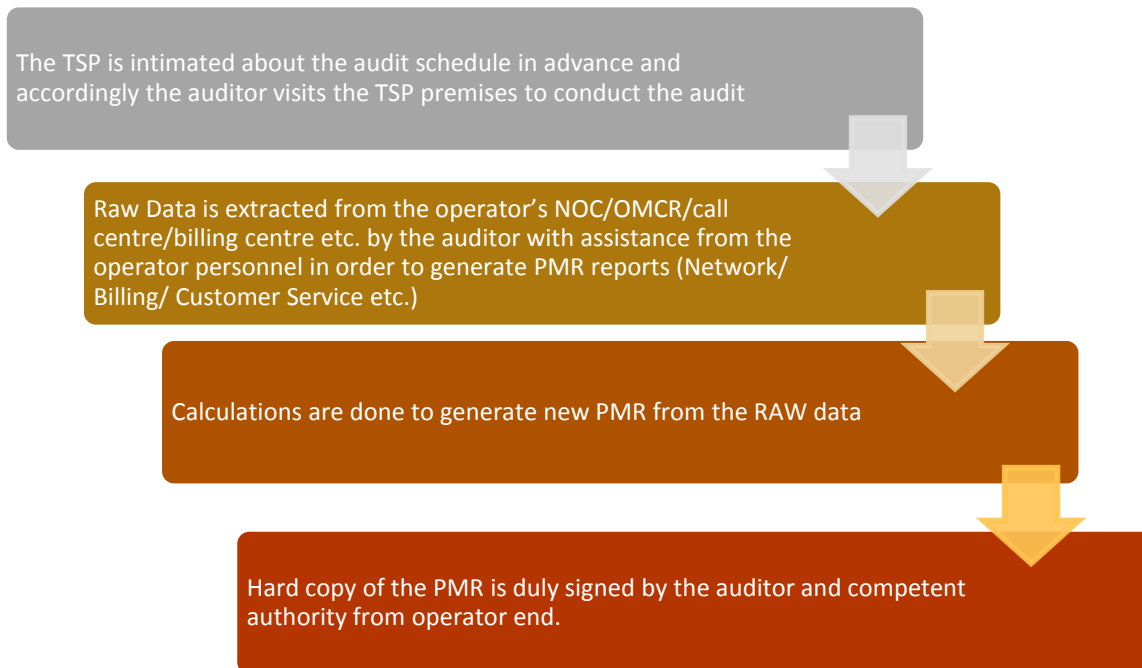 The TSP is intimated about the audit schedule in advance and
accordingly the auditor visits the TSP premises to conduct the audit
Raw Data is extracted from the operator’s NOC/OMCR/call
centre/billing centre etc. by the auditor with assistance from the
operator personnel in order to generate PMR reports (Network/
Billing/ Customer Service etc.)
Calculations are done to generate new PMR from the RAW data
Hard copy of the PMR is duly signed by the auditor and competent
authority from operator end.